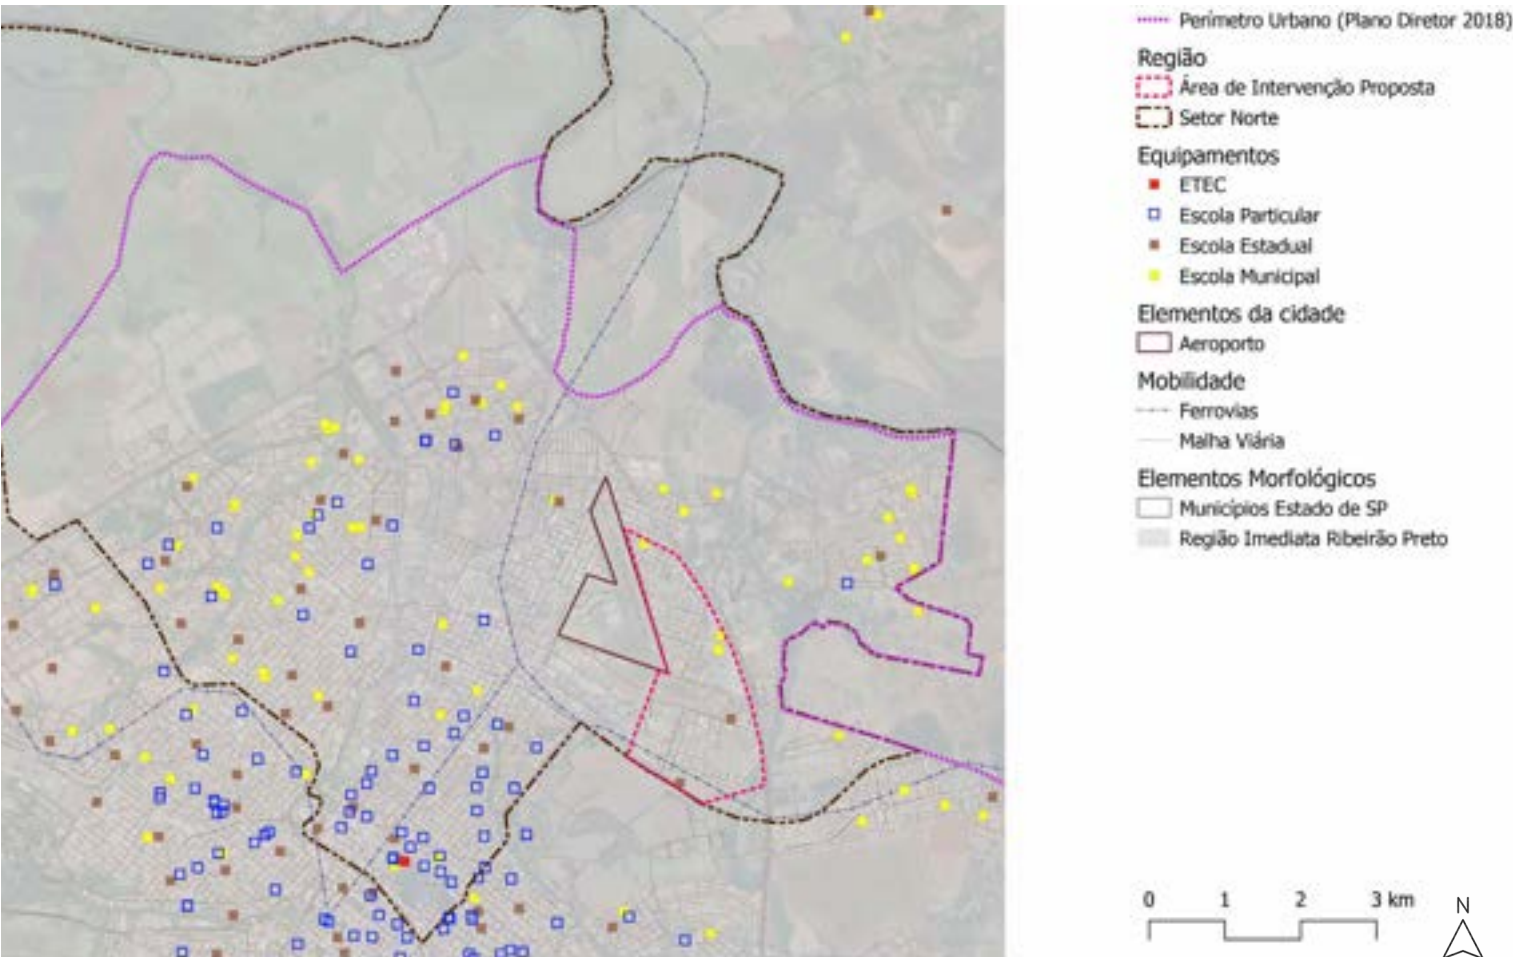 Perímetro Urbano (Plano Diretor 2018)
Região
Área de Intervenção Proposta
Setor Norte
Equipamentos
ETEC
Escola Particular
Escola Estadual
Escola Municipal
Elementos da cidade
Aeroporto
Mobilidade
Ferrovias
Malha Viária
Elementos Morfológicos
Municípios Estado de SP
Região Imediata Ribeirão Preto
0 1 2 3 km
N